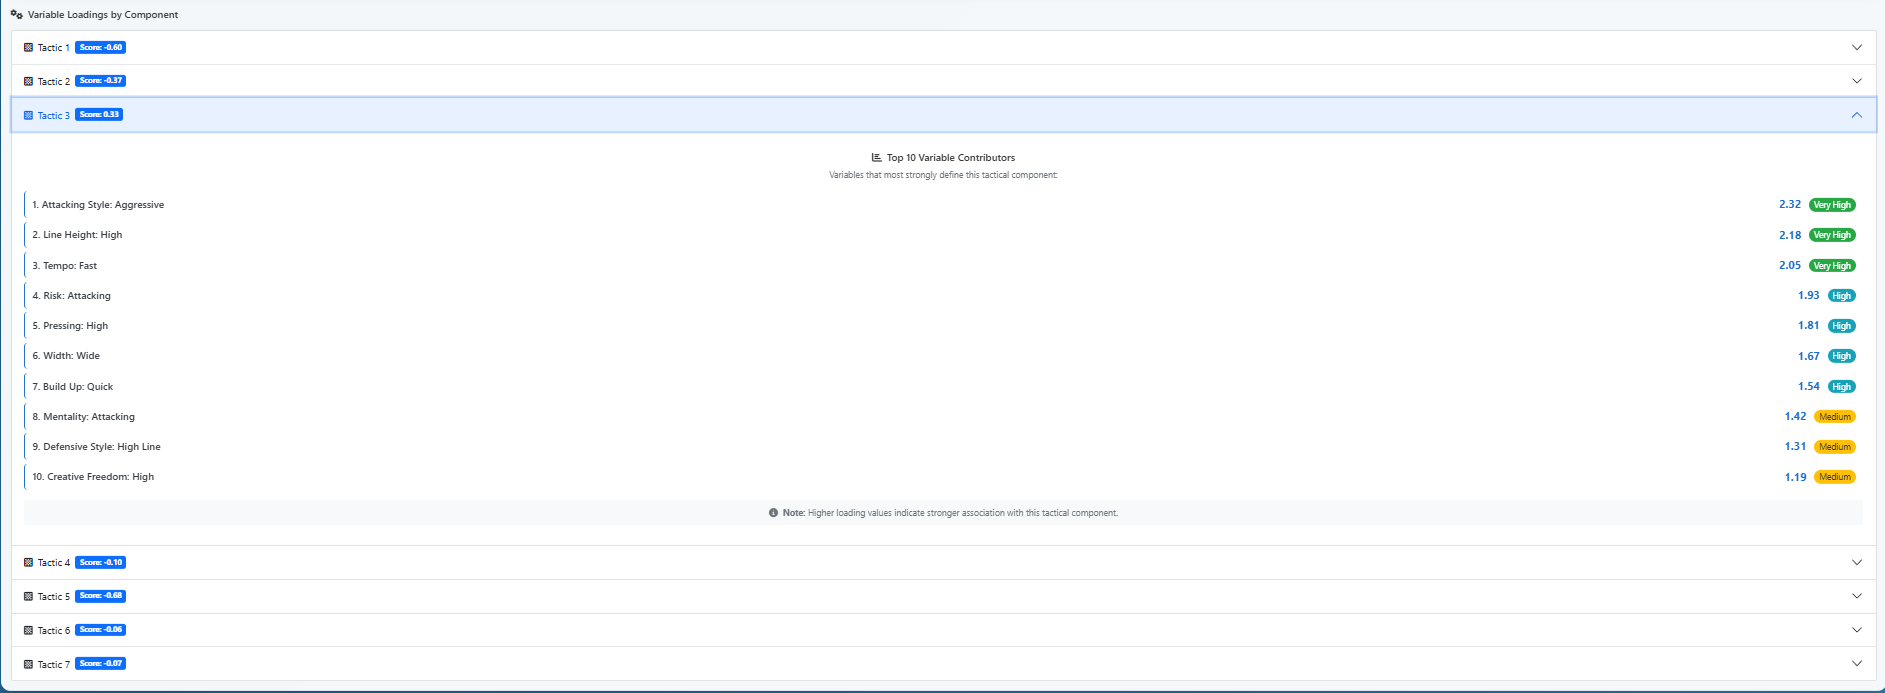 Variable Loadings by Component
Tactic 1 Score: -0.60
Tactic 2 Score: -0.37
Tactic 3 Score: 0.33
Top 10 Variable Contributors
Variables that most strongly define this tactical component:
1. Attacking Style: Aggressive 2.32 Very High
2. Line Height: High 2.18 Very High
3. Tempo: Fast 2.05 Very High
4. Risk: Attacking 1.93 High
5. Pressing: High 1.81 High
6. Width: Wide 1.67 High
7. Build Up: Quick 1.54 High
8. Mentality: Attacking 1.42 Medium
9. Defensive Style: High Line 1.31 Medium
10. Creative Freedom: High 1.19 Medium
Note: Higher loading values indicate stronger association with this tactical component.
Tactic 4 Score: -0.10
Tactic 5 Score: -0.68
Tactic 6 Score: -0.06
Tactic 7 Score: -0.07